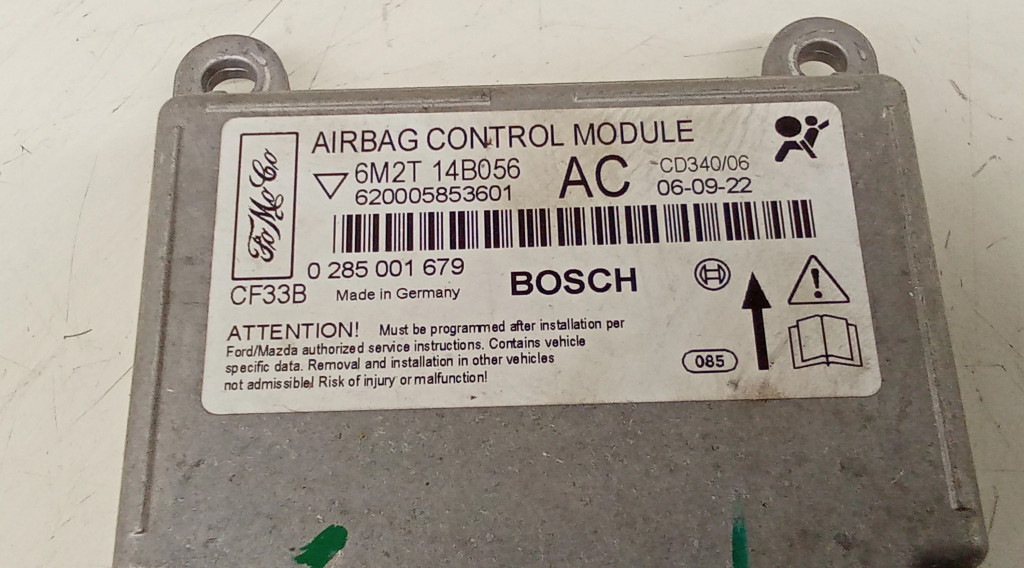 FoMoCo
AIRBAG CONTROL MODULE
6M2T 14B056 AC CD340/06
620005853601 06-09-22
0 285 001 679
CF33B Made in Germany BOSCH
ATTENTION! Must be programmed after installation per
Ford/Mazda authorized service instructions. Contains vehicle
specific data. Removal and installation in other vehicles
not admissible! Risk of injury or malfunction!
085